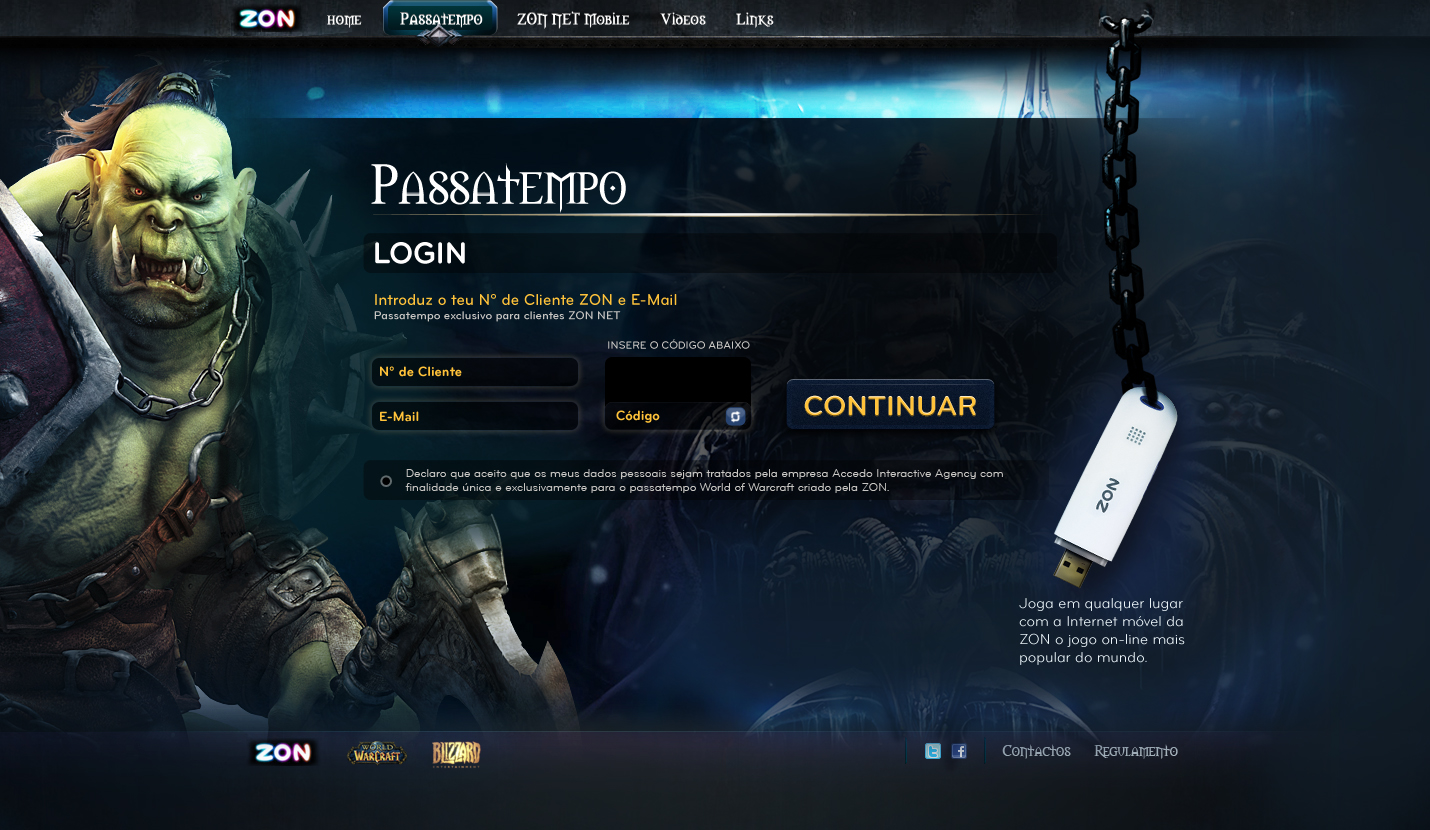 ZON
HOME
PASSATEMPO
ZON NET MOBILE
VIDEOS
LINKS
PASSATEMPO
LOGIN
Introduz o teu Nº de Cliente ZON e E-Mail
Passatempo exclusivo para clientes ZON NET
INSERE O CÓDIGO ABAIXO
Nº de Cliente
E-Mail
Código
CONTINUAR
Declaro que aceito que os meus dados pessoais sejam tratados pela empresa Accedo Interactive Agency com
finalidade única e exclusivamente para o passatempo World of Warcraft criado pela ZON.
ZON
Joga em qualquer lugar
com a Internet móvel da
ZON o jogo on-line mais
popular do mundo.
ZON
WORLD
OF
WARCRAFT
BLIZZARD
ENTERTAINMENT
CONTACTOS
REGULAMENTO